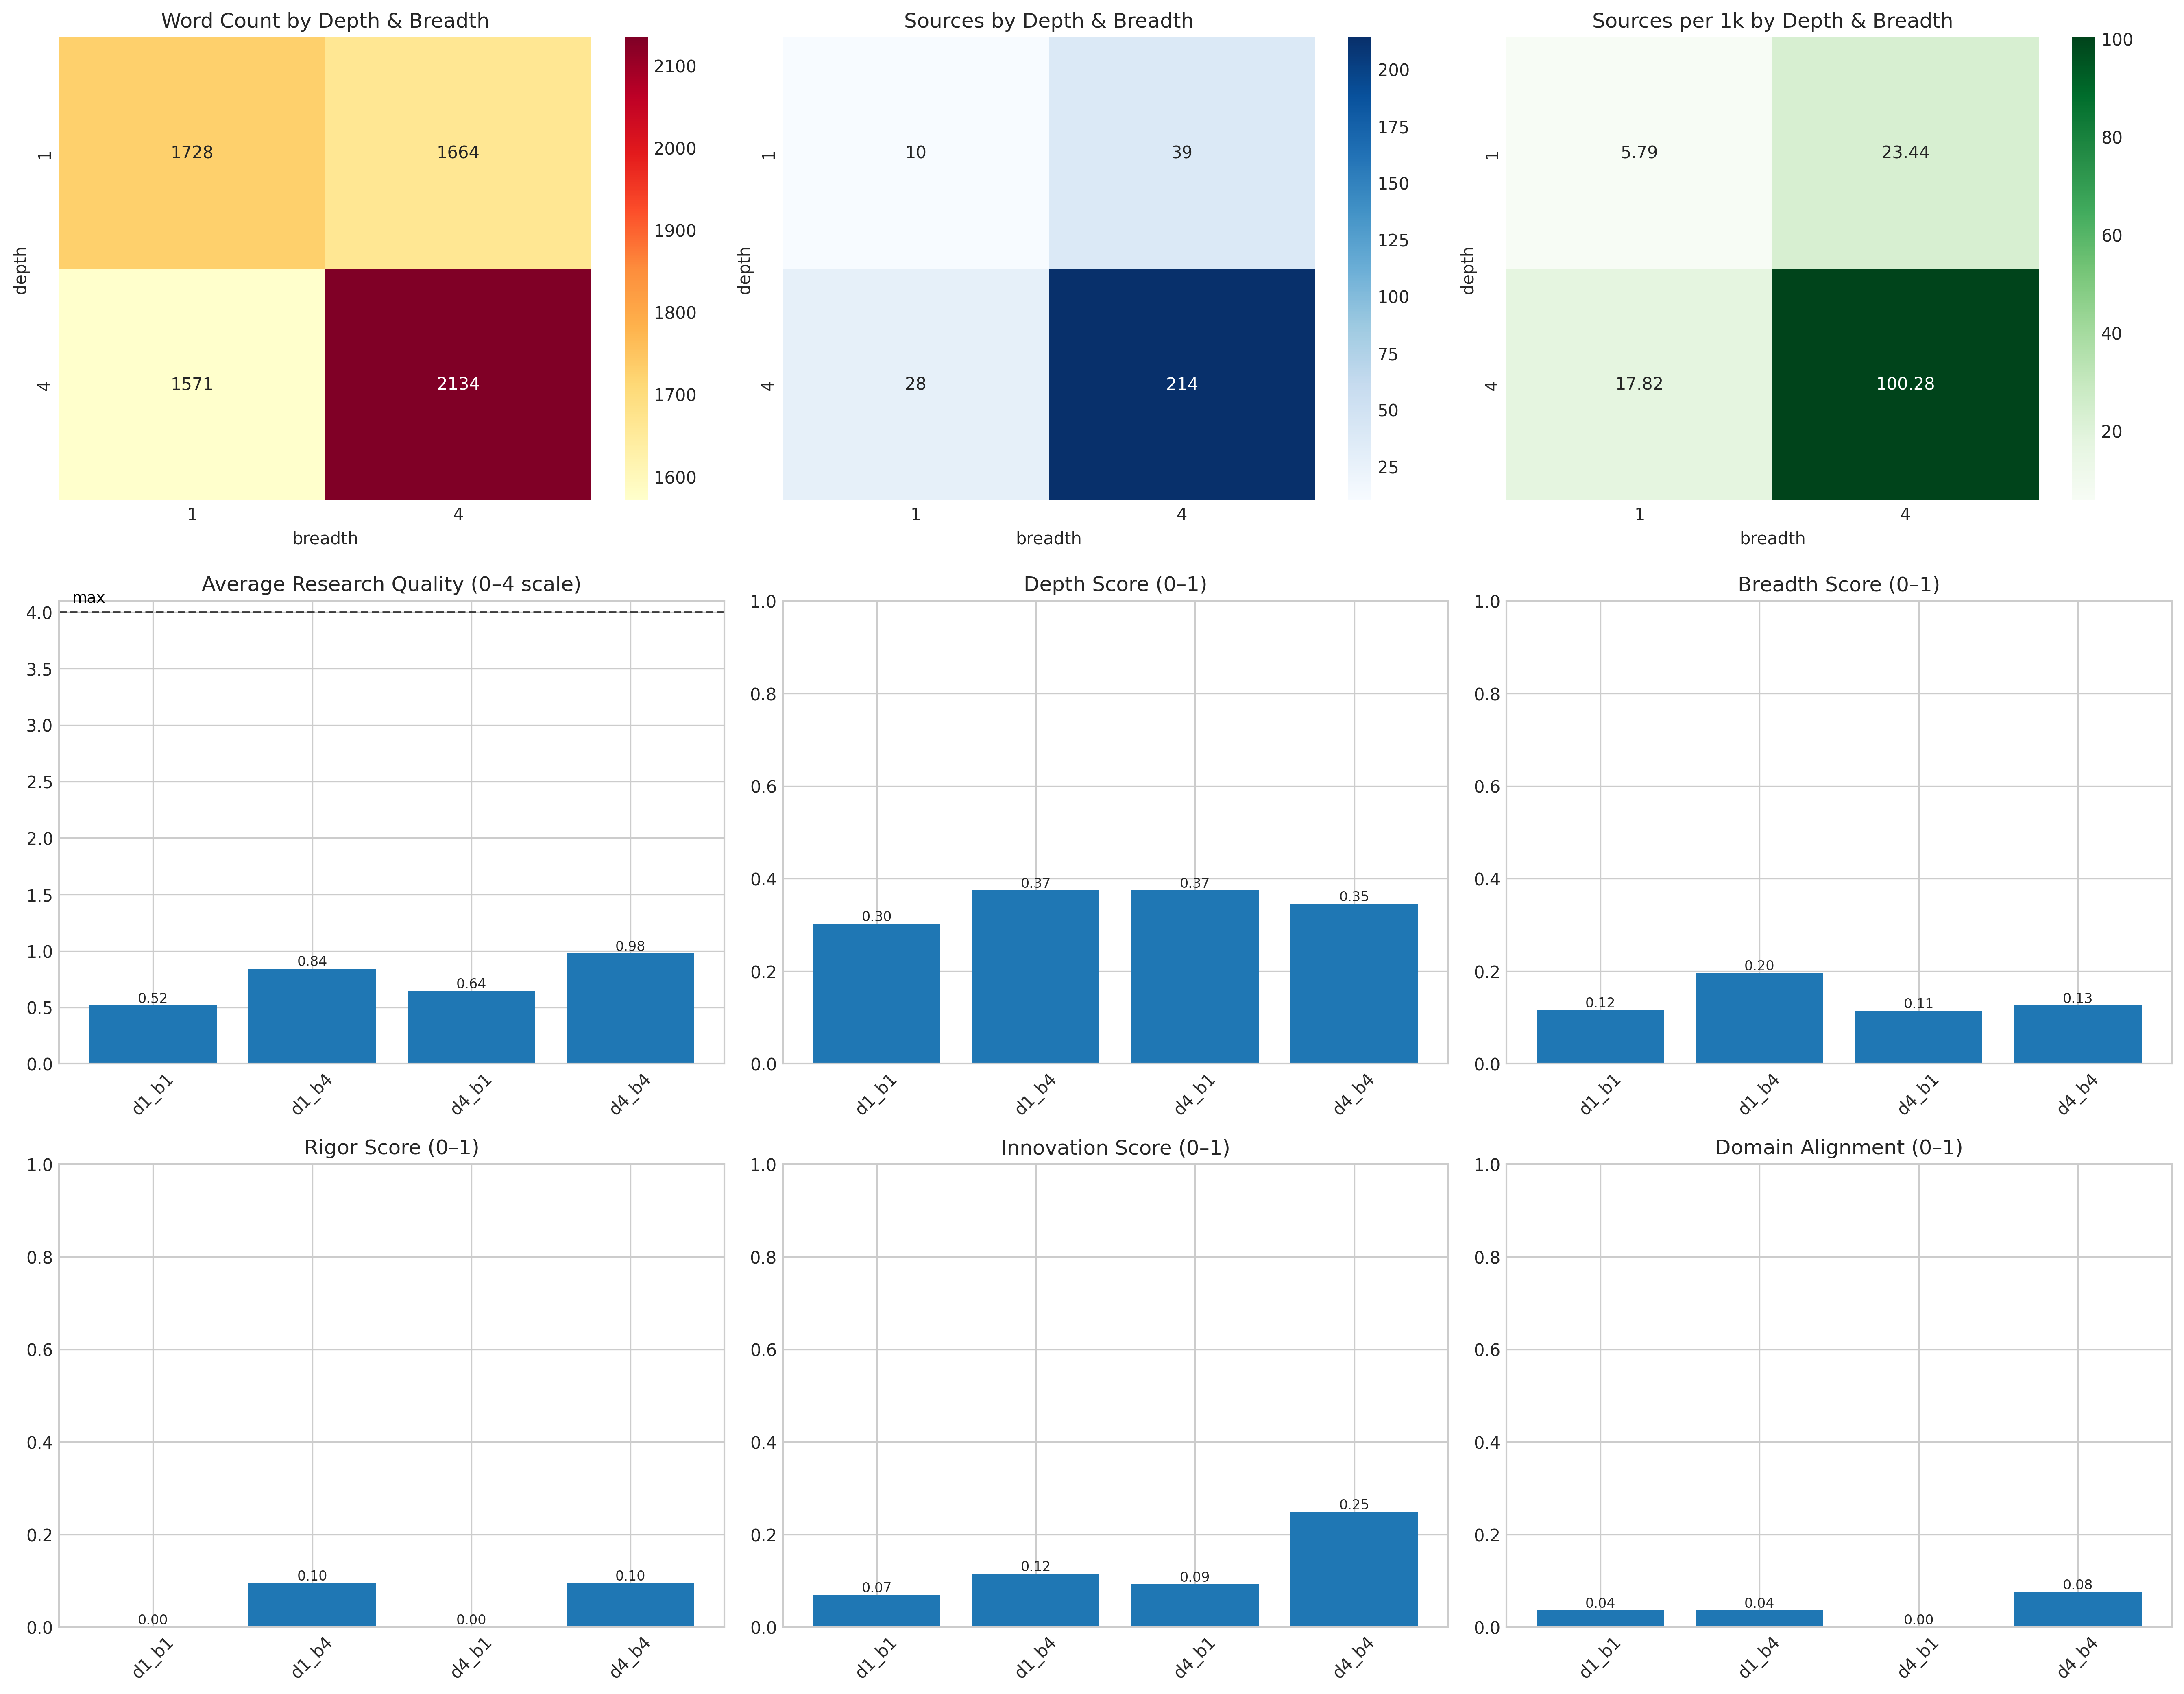 Word Count by Depth & Breadth
1728
1664
1571
2134
1
4
depth
1
4
breadth
2100
2000
1900
1800
1700
1600
Sources by Depth & Breadth
10
39
28
214
1
4
depth
1
4
breadth
200
175
150
125
100
75
50
25
Sources per 1k by Depth & Breadth
5.79
23.44
17.82
100.28
1
4
depth
1
4
breadth
100
80
60
40
20
Average Research Quality (0–4 scale)
max
4.0
3.5
3.0
2.5
2.0
1.5
1.0
0.5
0.0
0.52
0.84
0.64
0.98
d1_b1
d1_b4
d4_b1
d4_b4
Depth Score (0–1)
1.0
0.8
0.6
0.4
0.2
0.0
0.30
0.37
0.37
0.35
d1_b1
d1_b4
d4_b1
d4_b4
Breadth Score (0–1)
1.0
0.8
0.6
0.4
0.2
0.0
0.12
0.20
0.11
0.13
d1_b1
d1_b4
d4_b1
d4_b4
Rigor Score (0–1)
1.0
0.8
0.6
0.4
0.2
0.0
0.00
0.10
0.00
0.10
d1_b1
d1_b4
d4_b1
d4_b4
Innovation Score (0–1)
1.0
0.8
0.6
0.4
0.2
0.0
0.07
0.12
0.09
0.25
d1_b1
d1_b4
d4_b1
d4_b4
Domain Alignment (0–1)
1.0
0.8
0.6
0.4
0.2
0.0
0.04
0.04
0.00
0.08
d1_b1
d1_b4
d4_b1
d4_b4